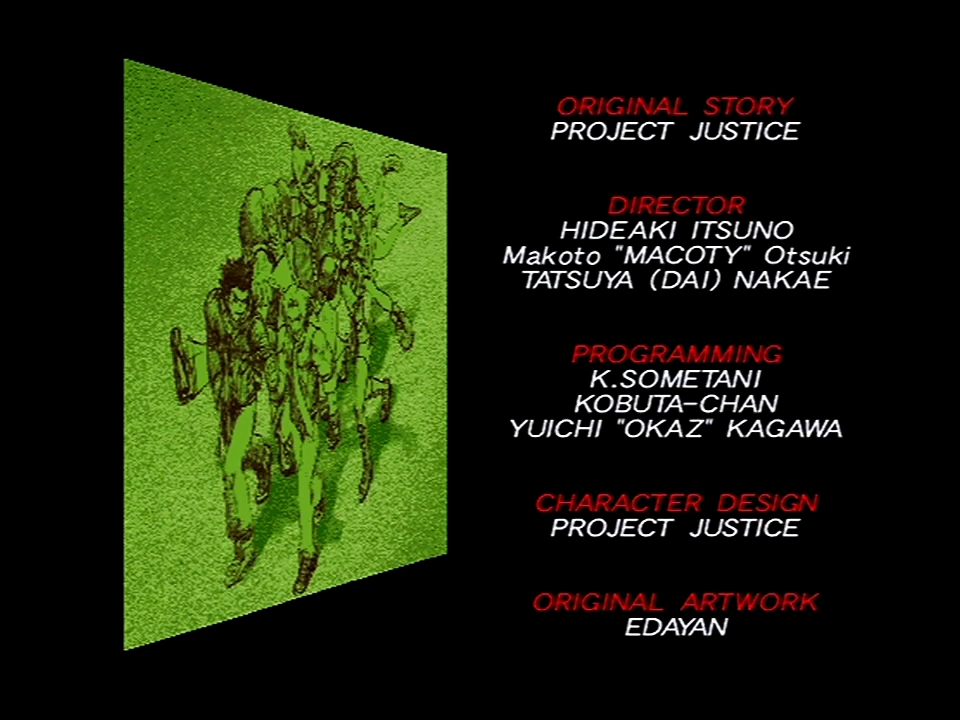 ORIGINAL STORY
PROJECT JUSTICE
DIRECTOR
HIDEAKI ITSUNO
Makoto "MACOTY" Otsuki
TATSUYA (DAI) NAKAE
PROGRAMMING
K.SOMETANI
KOBUTA-CHAN
YUICHI "OKAZ" KAGAWA
CHARACTER DESIGN
PROJECT JUSTICE
ORIGINAL ARTWORK
EDAYAN